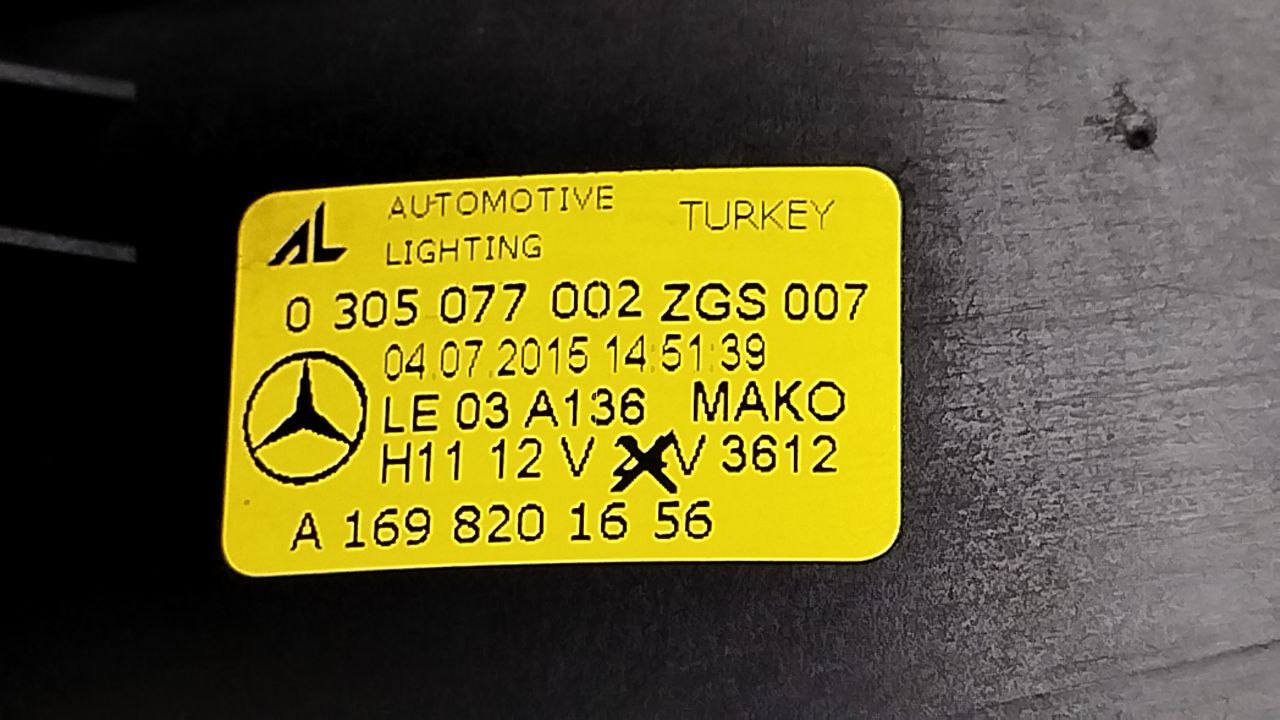 AL AUTOMOTIVE TURKEY
LIGHTING
0 305 077 002 ZGS 007
04.07.2015 14:51:39
LE 03 A136 MAKO
H11 12 V V 3612
A 169 820 16 56